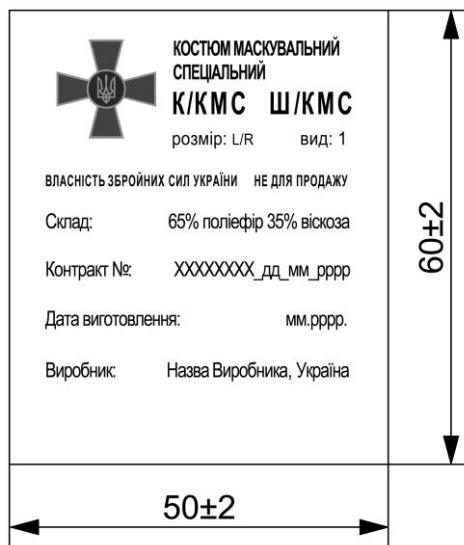 КОСТЮМ МАСКУВАЛЬНИЙ
СПЕЦІАЛЬНИЙ
К/КМС Ш/КМС
розмір: L/R вид: 1
ВЛАСНІСТЬ ЗБРОЙНИХ СИЛ УКРАЇНИ НЕ ДЛЯ ПРОДАЖУ
Склад: 65% поліефір 35% віскоза
Контракт №: XXXXXXXX_дд_мм_рррр
Дата виготовлення: мм.рррр.
Виробник: Назва Виробника, Україна
60±2
50±2